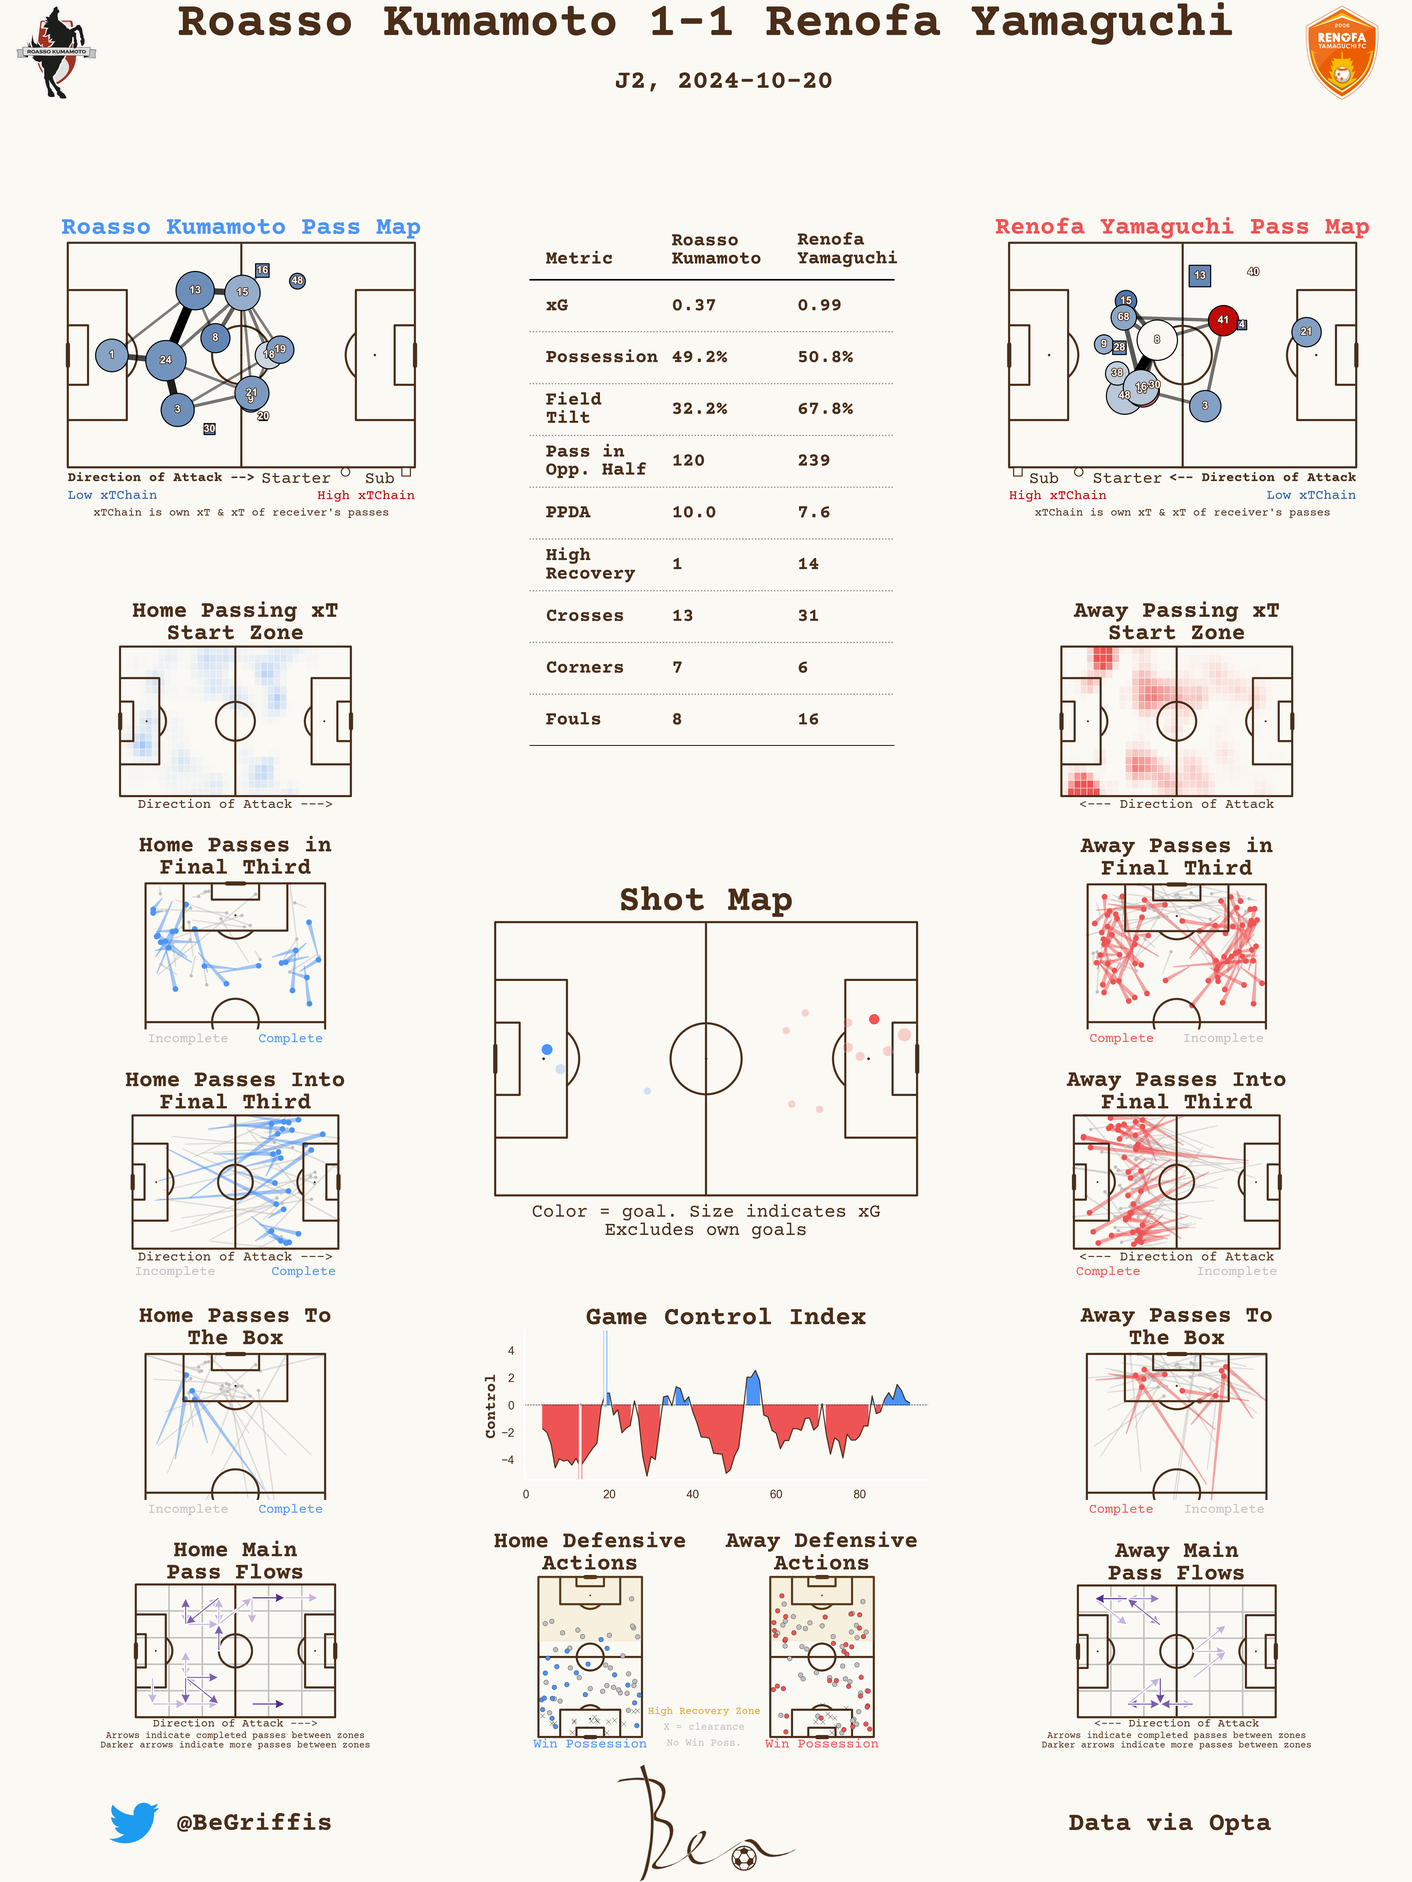 Roasso Kumamoto 1-1 Renofa Yamaguchi
J2, 2024-10-20
ROASSO KUMAMOTO
2006
RENOFA
YAMAGUCHI FC
Roasso Kumamoto Pass Map
16
48
13
15
8
1
24
18
19
21
9
3
20
30
Direction of Attack --> Starter Sub
Low xTChain High xTChain
xTChain is own xT & xT of receiver's passes
Metric Roasso Kumamoto Renofa Yamaguchi
xG 0.37 0.99
Possession 49.2% 50.8%
Field Tilt 32.2% 67.8%
Pass in Opp. Half 120 239
PPDA 10.0 7.6
High Recovery 1 14
Crosses 13 31
Corners 7 6
Fouls 8 16
Renofa Yamaguchi Pass Map
13
40
15
68
41
4
21
9
28
8
38
16
30
48
3
Sub Starter <-- Direction of Attack
High xTChain Low xTChain
xTChain is own xT & xT of receiver's passes
Home Passing xT
Start Zone
Direction of Attack --->
Away Passing xT
Start Zone
<--- Direction of Attack
Home Passes in
Final Third
Incomplete Complete
Away Passes in
Final Third
Complete Incomplete
Shot Map
Color = goal. Size indicates xG
Excludes own goals
Home Passes Into
Final Third
Direction of Attack --->
Incomplete Complete
Away Passes Into
Final Third
<--- Direction of Attack
Complete Incomplete
Home Passes To
The Box
Incomplete Complete
Game Control Index
Control
4
2
0
−2
−4
0 20 40 60 80
Away Passes To
The Box
Complete Incomplete
Home Main
Pass Flows
Direction of Attack --->
Arrows indicate completed passes between zones
Darker arrows indicate more passes between zones
Home Defensive
Actions
Win Possession
Away Defensive
Actions
Win Possession
High Recovery Zone
X = clearance
No Win Poss.
Away Main
Pass Flows
<--- Direction of Attack
Arrows indicate completed passes between zones
Darker arrows indicate more passes between zones
@BeGriffis
Ben
Data via Opta